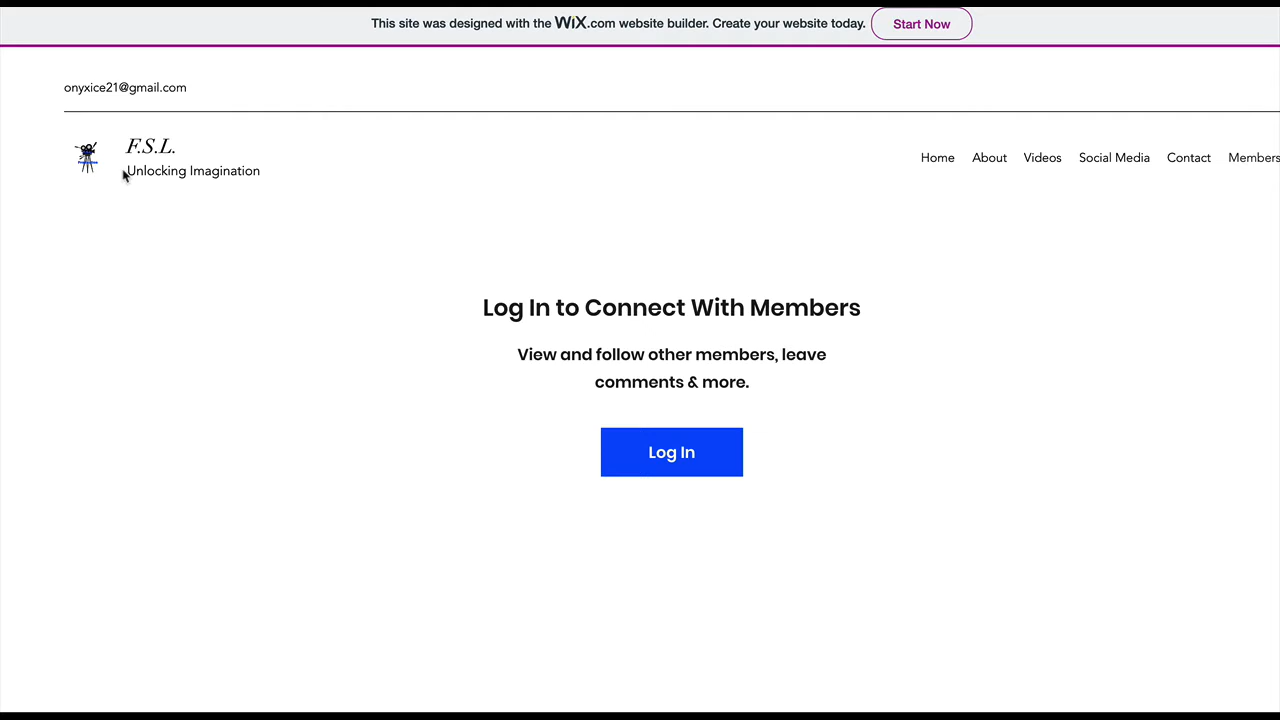 This site was designed with the WiX.com website builder. Create your website today. Start Now
onyxice21@gmail.com
F.S.L.
Unlocking Imagination
Home About Videos Social Media Contact Members
Log In to Connect With Members
View and follow other members, leave
comments & more.
Log In